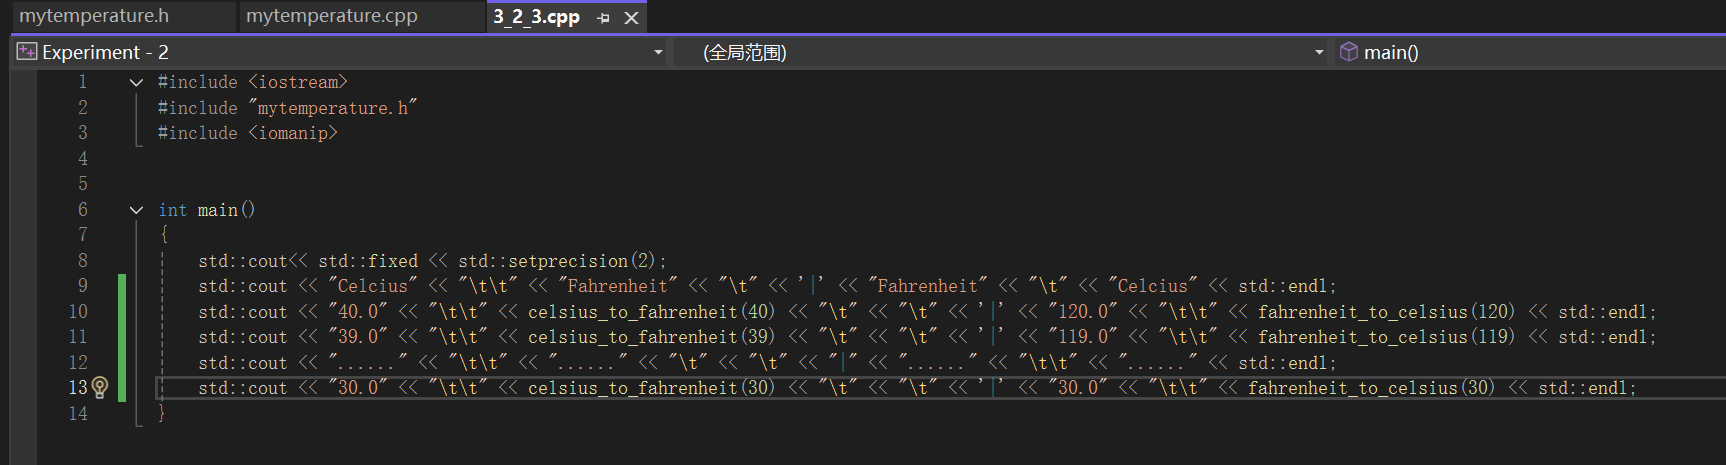 mytemperature.h mytemperature.cpp 3_2_3.cpp
Experiment - 2 (全局范围) main()
1 #include <iostream>
2 #include "mytemperature.h"
3 #include <iomanip>
4
5
6 int main()
7 {
8 std::cout<< std::fixed << std::setprecision(2);
9 std::cout << "Celcius" << "\t\t" << "Fahrenheit" << "\t" << '|' << "Fahrenheit" << "\t" << "Celcius" << std::endl;
10 std::cout << "40.0" << "\t\t" << celsius_to_fahrenheit(40) << "\t" << "\t" << '|' << "120.0" << "\t\t" << fahrenheit_to_celsius(120) << std::endl;
11 std::cout << "39.0" << "\t\t" << celsius_to_fahrenheit(39) << "\t" << "\t" << '|' << "119.0" << "\t\t" << fahrenheit_to_celsius(119) << std::endl;
12 std::cout << "......" << "\t\t" << "......" << "\t" << "\t" << "|" << "......" << "\t\t" << "......" << std::endl;
13 std::cout << "30.0" << "\t\t" << celsius_to_fahrenheit(30) << "\t" << "\t" << '|' << "30.0" << "\t\t" << fahrenheit_to_celsius(30) << std::endl;
14 }